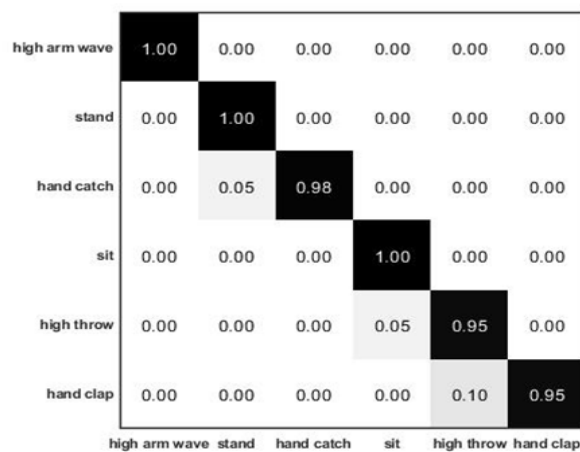 high arm wave 1.00 0.00 0.00 0.00 0.00 0.00
stand 0.00 1.00 0.00 0.00 0.00 0.00
hand catch 0.00 0.05 0.98 0.00 0.00 0.00
sit 0.00 0.00 0.00 1.00 0.00 0.00
high throw 0.00 0.00 0.00 0.05 0.95 0.00
hand clap 0.00 0.00 0.00 0.00 0.10 0.95
high arm wave stand hand catch sit high throw hand clap